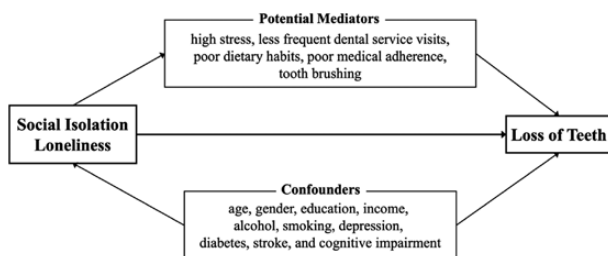 Potential Mediators
high stress, less frequent dental service visits,
poor dietary habits, poor medical adherence,
tooth brushing
Social Isolation
Loneliness
Loss of Teeth
Confounders
age, gender, education, income,
alcohol, smoking, depression,
diabetes, stroke, and cognitive impairment